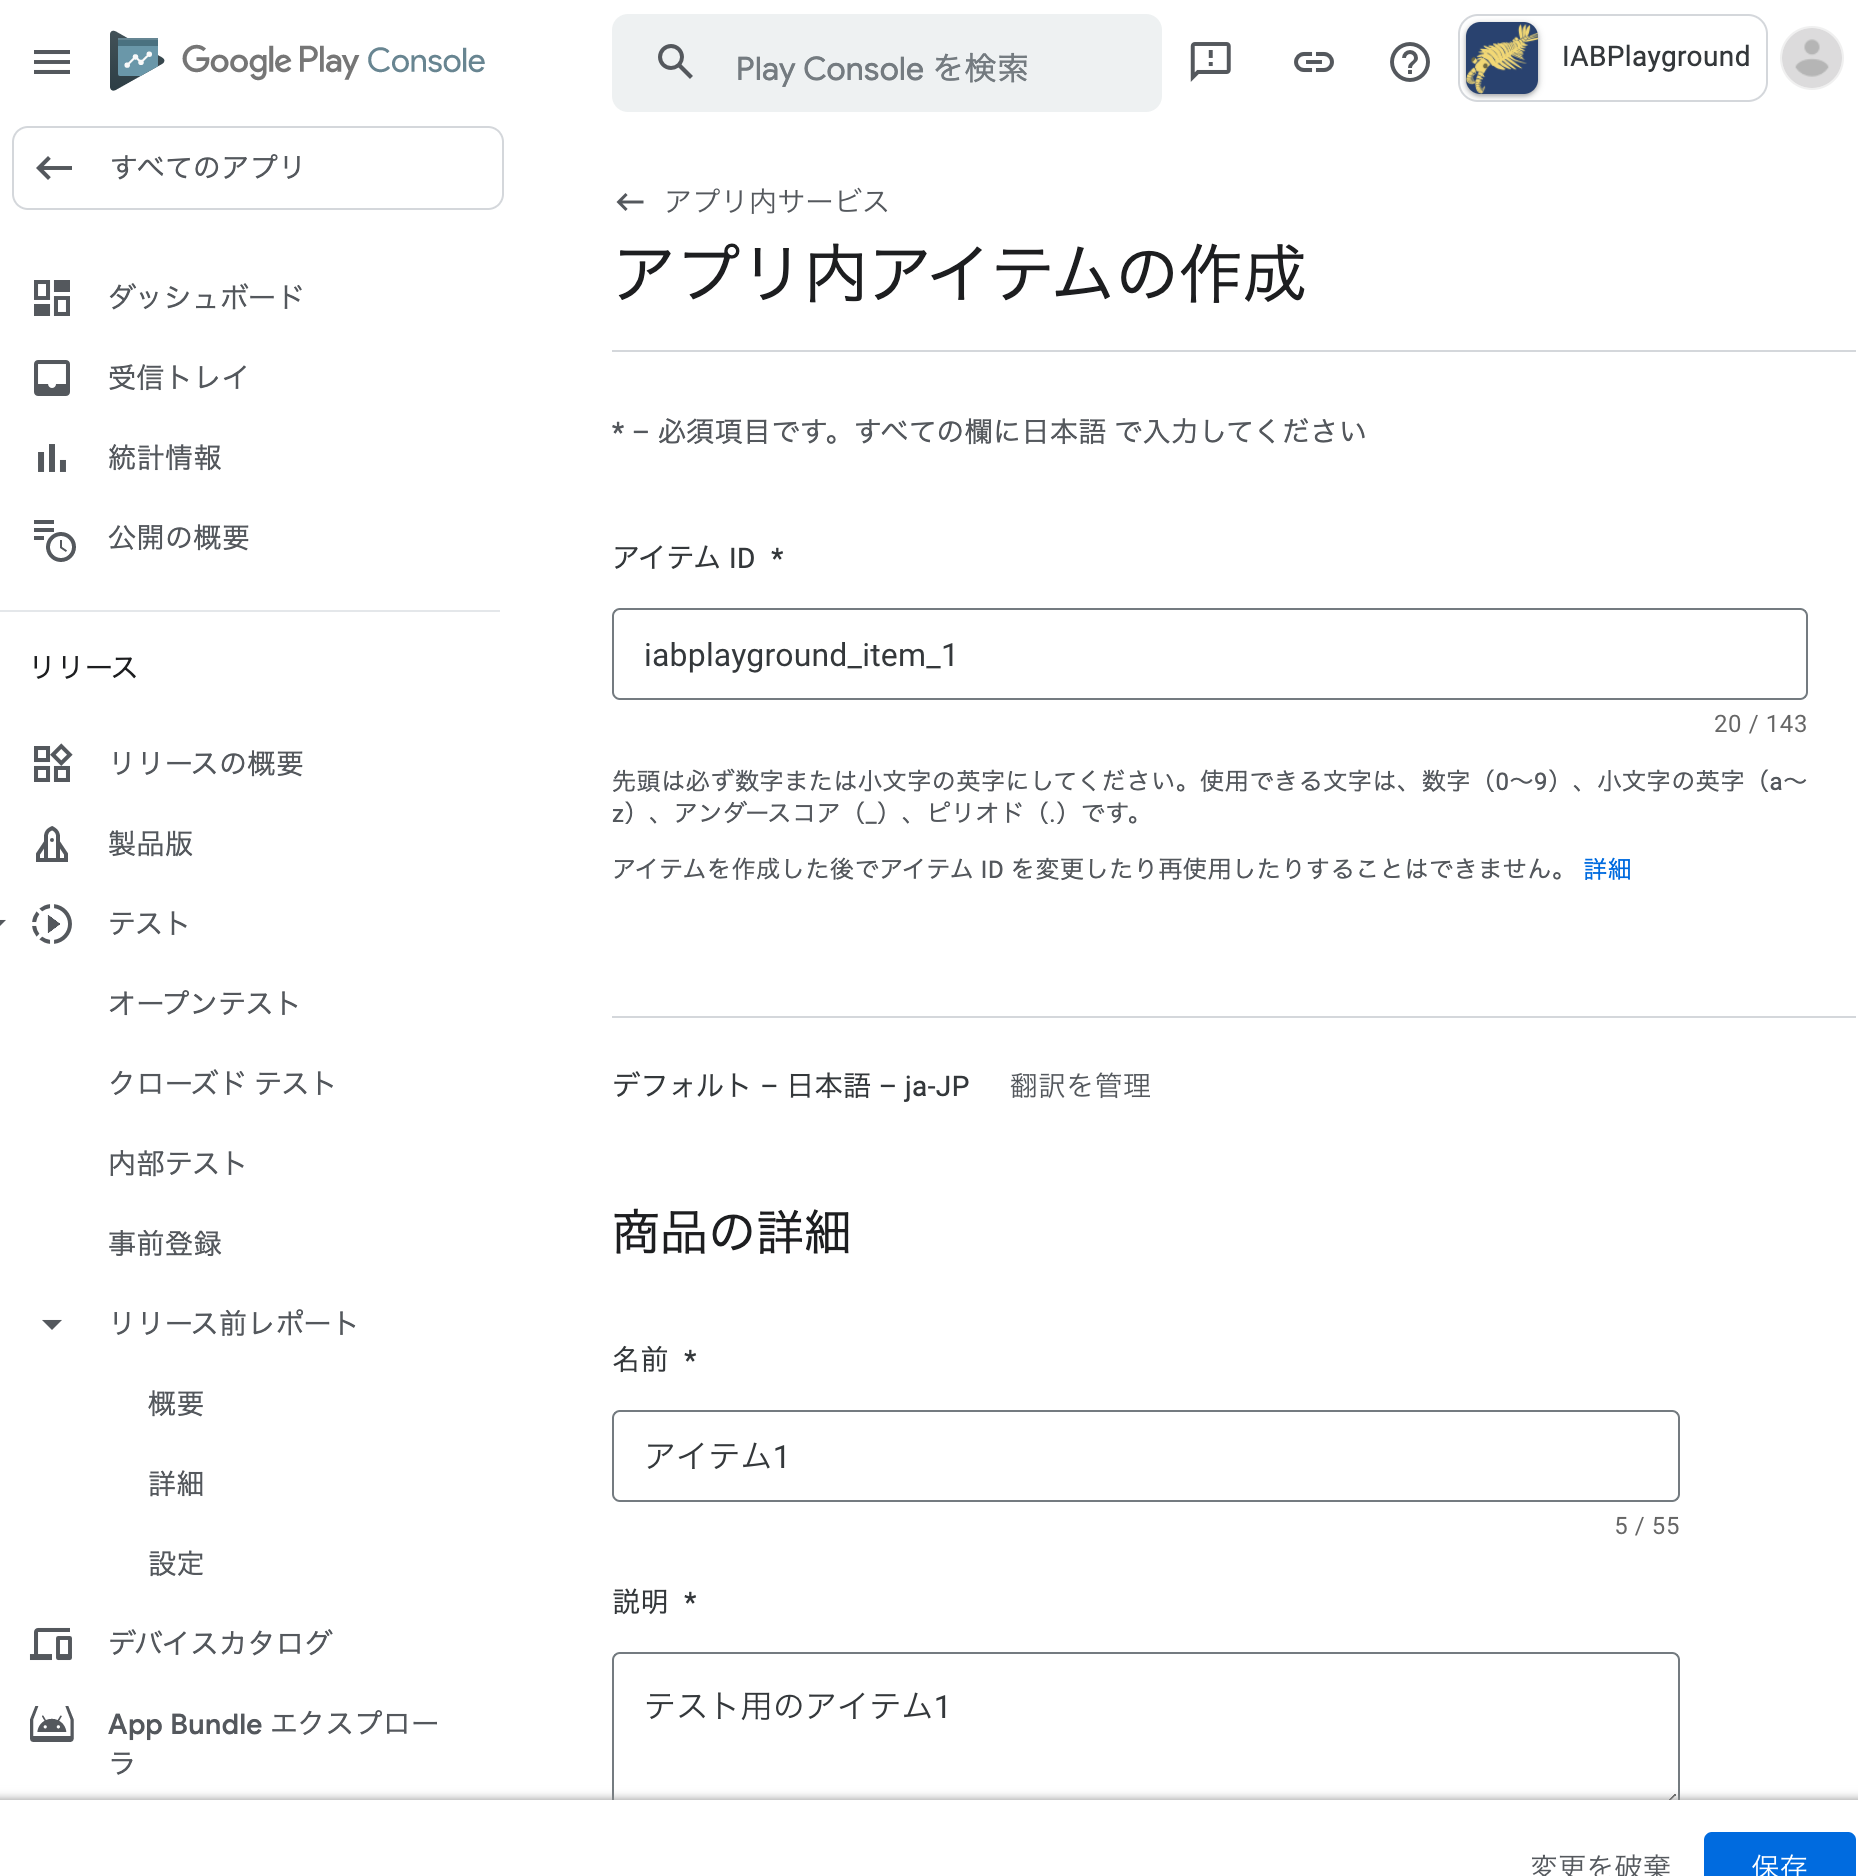 Google Play Console
Play Console を検索
IABPlayground
すべてのアプリ
ダッシュボード
受信トレイ
統計情報
公開の概要
リリース
リリースの概要
製品版
テスト
オープンテスト
クローズド テスト
内部テスト
事前登録
リリース前レポート
概要
詳細
設定
デバイスカタログ
App Bundle エクスプロー
ラ
アプリ内サービス
アプリ内アイテムの作成
* – 必須項目です。すべての欄に日本語 で入力してください
アイテム ID *
iabplayground_item_1
20 / 143
先頭は必ず数字または小文字の英字にしてください。使用できる文字は、数字（0～9）、小文字の英字（a～
z）、アンダースコア（_）、ピリオド（.）です。
アイテムを作成した後でアイテム ID を変更したり再使用したりすることはできません。 詳細
デフォルト – 日本語 – ja-JP 翻訳を管理
商品の詳細
名前 *
アイテム1
5 / 55
説明 *
テスト用のアイテム1
変更を破棄
保存